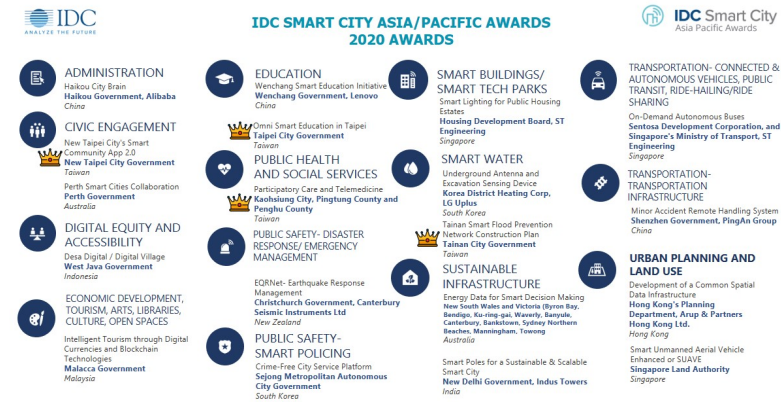 IDC
ANALYZE THE FUTURE
IDC SMART CITY ASIA/PACIFIC AWARDS
2020 AWARDS
IDC Smart City
Asia Pacific Awards
ADMINISTRATION
Haikou City Brain
Haikou Government, Alibaba
China
CIVIC ENGAGEMENT
New Taipei City's Smart
Community App 2.0
New Taipei City Government
Taiwan
Perth Smart Cities Collaboration
Perth Government
Australia
DIGITAL EQUITY AND
ACCESSIBILITY
Desa Digital / Digital Village
West Java Government
Indonesia
ECONOMIC DEVELOPMENT,
TOURISM, ARTS, LIBRARIES,
CULTURE, OPEN SPACES
Intelligent Tourism through Digital
Currencies and Blockchain
Technologies
Malacca Government
Malaysia
EDUCATION
Wenchang Smart Education Initiative
Wenchang Government, Lenovo
China
Omni Smart Education in Taipei
Taipei City Government
Taiwan
PUBLIC HEALTH
AND SOCIAL SERVICES
Participatory Care and Telemedicine
Kaohsiung City, Pingtung County and
Penghu County
Taiwan
PUBLIC SAFETY- DISASTER
RESPONSE/ EMERGENCY
MANAGEMENT
EQRNet- Earthquake Response
Management
Christchurch Government, Canterbury
Seismic Instruments Ltd
New Zealand
PUBLIC SAFETY-
SMART POLICING
Crime-Free City Service Platform
Sejong Metropolitan Autonomous
City Government
South Korea
SMART BUILDINGS/
SMART TECH PARKS
Smart Lighting for Public Housing
Estates
Housing Development Board, ST
Engineering
Singapore
SMART WATER
Underground Antenna and
Excavation Sensing Device
Korea District Heating Corp,
LG Uplus
South Korea
Tainan Smart Flood Prevention
Network Construction Plan
Tainan City Government
Taiwan
SUSTAINABLE
INFRASTRUCTURE
Energy Data for Smart Decision Making
New South Wales and Victoria (Byron Bay,
Bendigo, Ku-ring-gai, Waverly, Banyule,
Canterbury, Bankstown, Sydney Northern
Beaches, Manningham, Towong
Australia
Smart Poles for a Sustainable & Scalable
Smart City
New Delhi Government, Indus Towers
India
TRANSPORTATION- CONNECTED &
AUTONOMOUS VEHICLES, PUBLIC
TRANSIT, RIDE-HAILING/RIDE
SHARING
On-Demand Autonomous Buses
Sentosa Development Corporation, and
Singapore's Ministry of Transport, ST
Engineering
Singapore
TRANSPORTATION-
TRANSPORTATION
INFRASTRUCTURE
Minor Accident Remote Handling System
Shenzhen Government, PingAn Group
China
URBAN PLANNING AND
LAND USE
Development of a Common Spatial
Data Infrastructure
Hong Kong's Planning
Department, Arup & Partners
Hong Kong Ltd.
Hong Kong
Smart Unmanned Aerial Vehicle
Enhanced or SUAVE
Singapore Land Authority
Singapore